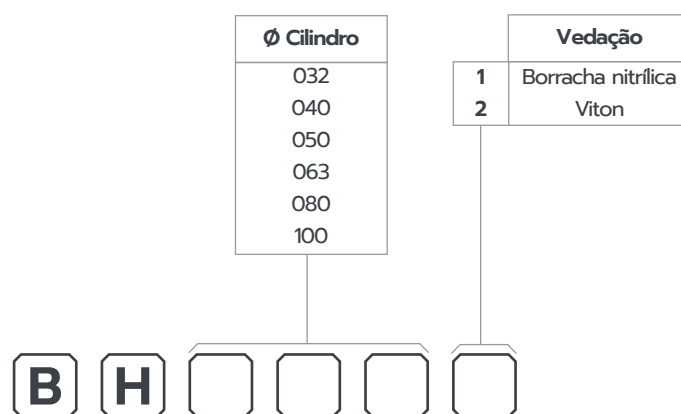 Ø Cilindro
032
040
050
063
080
100
Vedação
1 Borracha nitrílica
2 Viton
B H